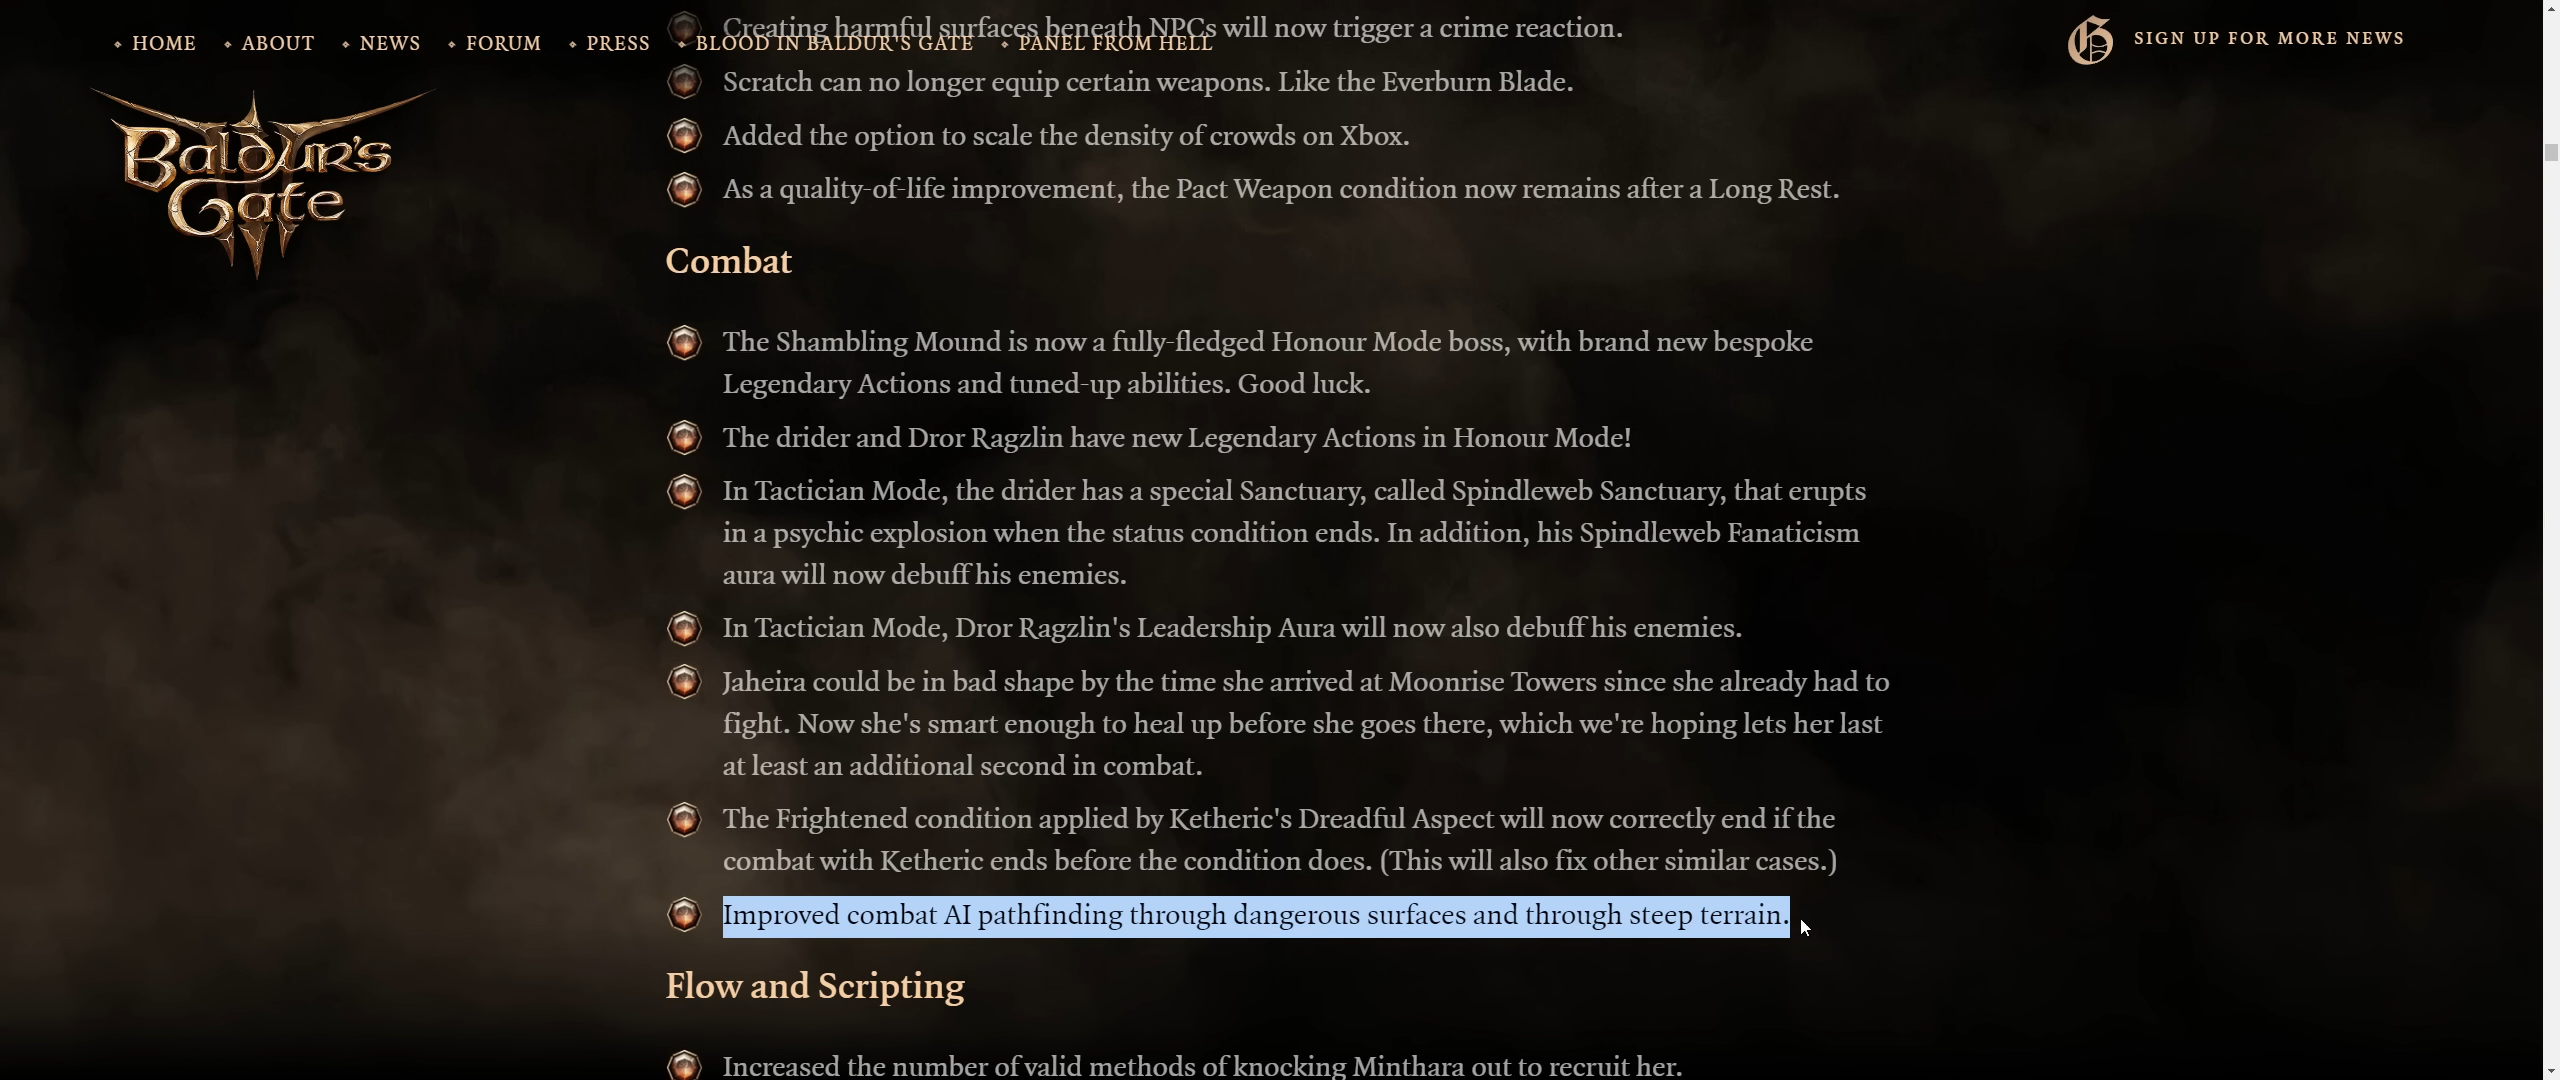 Creating harmful surfaces beneath NPCs will now trigger a crime reaction.
HOME
ABOUT
NEWS
FORUM
PRESS
BLOOD IN BALDUR'S GATE
PANEL FROM HELL
SIGN UP FOR MORE NEWS
Baldur's
Gate
Scratch can no longer equip certain weapons. Like the Everburn Blade.
Added the option to scale the density of crowds on Xbox.
As a quality-of-life improvement, the Pact Weapon condition now remains after a Long Rest.
Combat
The Shambling Mound is now a fully-fledged Honour Mode boss, with brand new bespoke
Legendary Actions and tuned-up abilities. Good luck.
The drider and Dror Ragzlin have new Legendary Actions in Honour Mode!
In Tactician Mode, the drider has a special Sanctuary, called Spindleweb Sanctuary, that erupts
in a psychic explosion when the status condition ends. In addition, his Spindleweb Fanaticism
aura will now debuff his enemies.
In Tactician Mode, Dror Ragzlin's Leadership Aura will now also debuff his enemies.
Jaheira could be in bad shape by the time she arrived at Moonrise Towers since she already had to
fight. Now she's smart enough to heal up before she goes there, which we're hoping lets her last
at least an additional second in combat.
The Frightened condition applied by Ketheric's Dreadful Aspect will now correctly end if the
combat with Ketheric ends before the condition does. (This will also fix other similar cases.)
Improved combat AI pathfinding through dangerous surfaces and through steep terrain.
Flow and Scripting
Increased the number of valid methods of knocking Minthara out to recruit her.